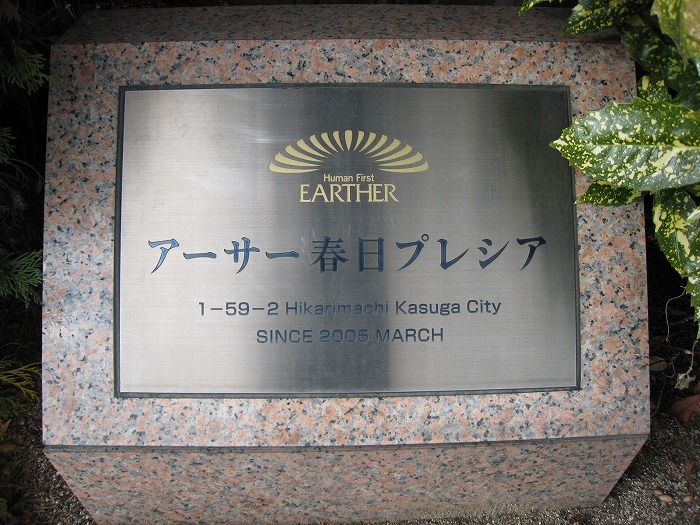 Human First
EARTHER
アーサー春日プレシア
1-59-2 Hikarimachi Kasuga City
SINCE 2005 MARCH